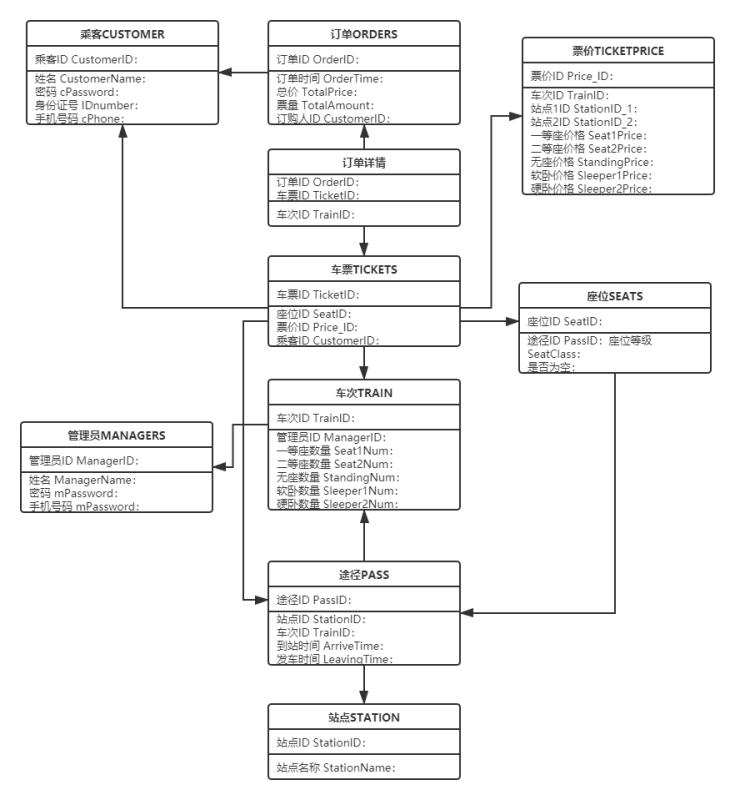 乘客CUSTOMER
乘客ID CustomerID:
姓名 CustomerName:
密码 cPassword:
身份证号 IDnumber:
手机号码 cPhone:
订单ORDERS
订单ID OrderID:
订单时间 OrderTime:
总价 TotalPrice:
票量 TotalAmount:
订购人ID CustomerID:
票价TICKETPRICE
票价ID Price_ID:
车次ID TrainID:
站点1ID StationID_1:
站点2ID StationID_2:
一等座价格 Seat1Price:
二等座价格 Seat2Price:
无座价格 StandingPrice:
软卧价格 Sleeper1Price:
硬卧价格 Sleeper2Price:
订单详情
订单ID OrderID:
车票ID TicketID:
车次ID TrainID:
车票TICKETS
车票ID TicketID:
座位ID SeatID:
票价ID Price_ID:
乘客ID CustomerID:
座位SEATS
座位ID SeatID:
途径ID PassID: 座位等级
SeatClass:
是否为空:
车次TRAIN
车次ID TrainID:
管理员ID ManagerID:
一等座数量 Seat1Num:
二等座数量 Seat2Num:
无座数量 StandingNum:
软卧数量 Sleeper1Num:
硬卧数量 Sleeper2Num:
管理员MANAGERS
管理员ID ManagerID:
姓名 ManagerName:
密码 mPassword:
手机号码 mPassword:
途径PASS
途径ID PassID:
站点ID StationID:
车次ID TrainID:
到站时间 ArriveTime:
发车时间 LeavingTime:
站点STATION
站点ID StationID:
站点名称 StationName: